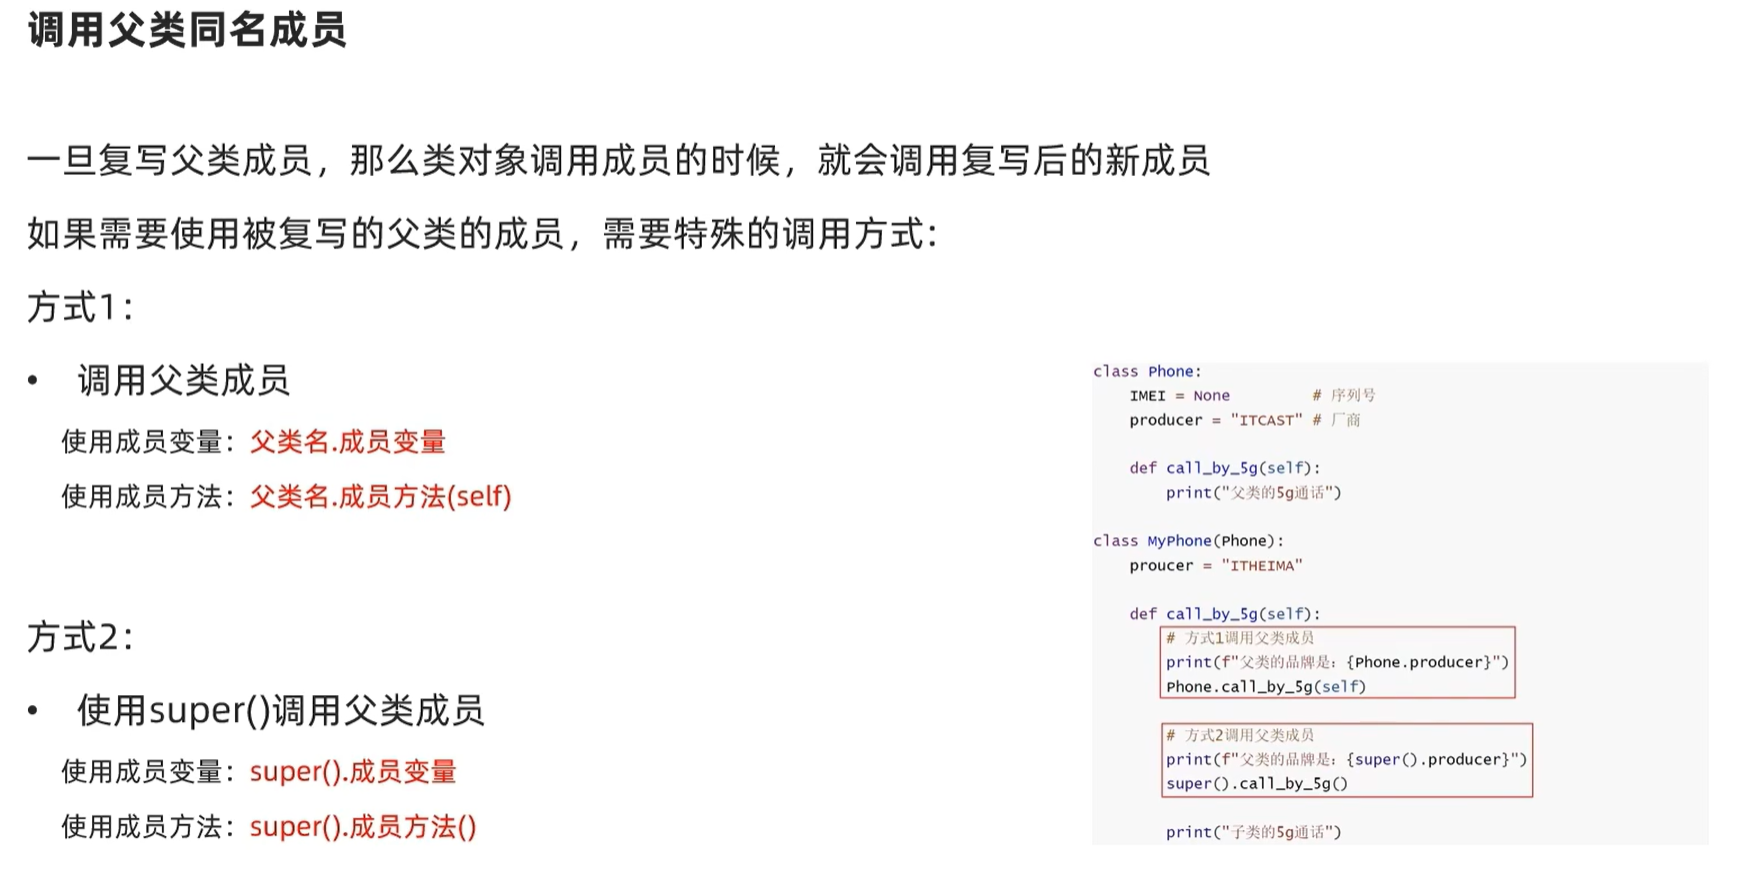 调用父类同名成员
一旦复写父类成员，那么类对象调用成员的时候，就会调用复写后的新成员
如果需要使用被复写的父类的成员，需要特殊的调用方式：
方式1：
• 调用父类成员
使用成员变量：父类名.成员变量
使用成员方法：父类名.成员方法(self)
方式2：
• 使用super()调用父类成员
使用成员变量：super().成员变量
使用成员方法：super().成员方法()
class Phone:
    IMEI = None         # 序列号
    producer = "ITCAST" # 厂商
    def call_by_5g(self):
        print("父类的5g通话")
class MyPhone(Phone):
    proucer = "ITHEIMA"
    def call_by_5g(self):
        # 方式1调用父类成员
        print(f"父类的品牌是：{Phone.producer}")
        Phone.call_by_5g(self)
        # 方式2调用父类成员
        print(f"父类的品牌是：{super().producer}")
        super().call_by_5g()
        print("子类的5g通话")